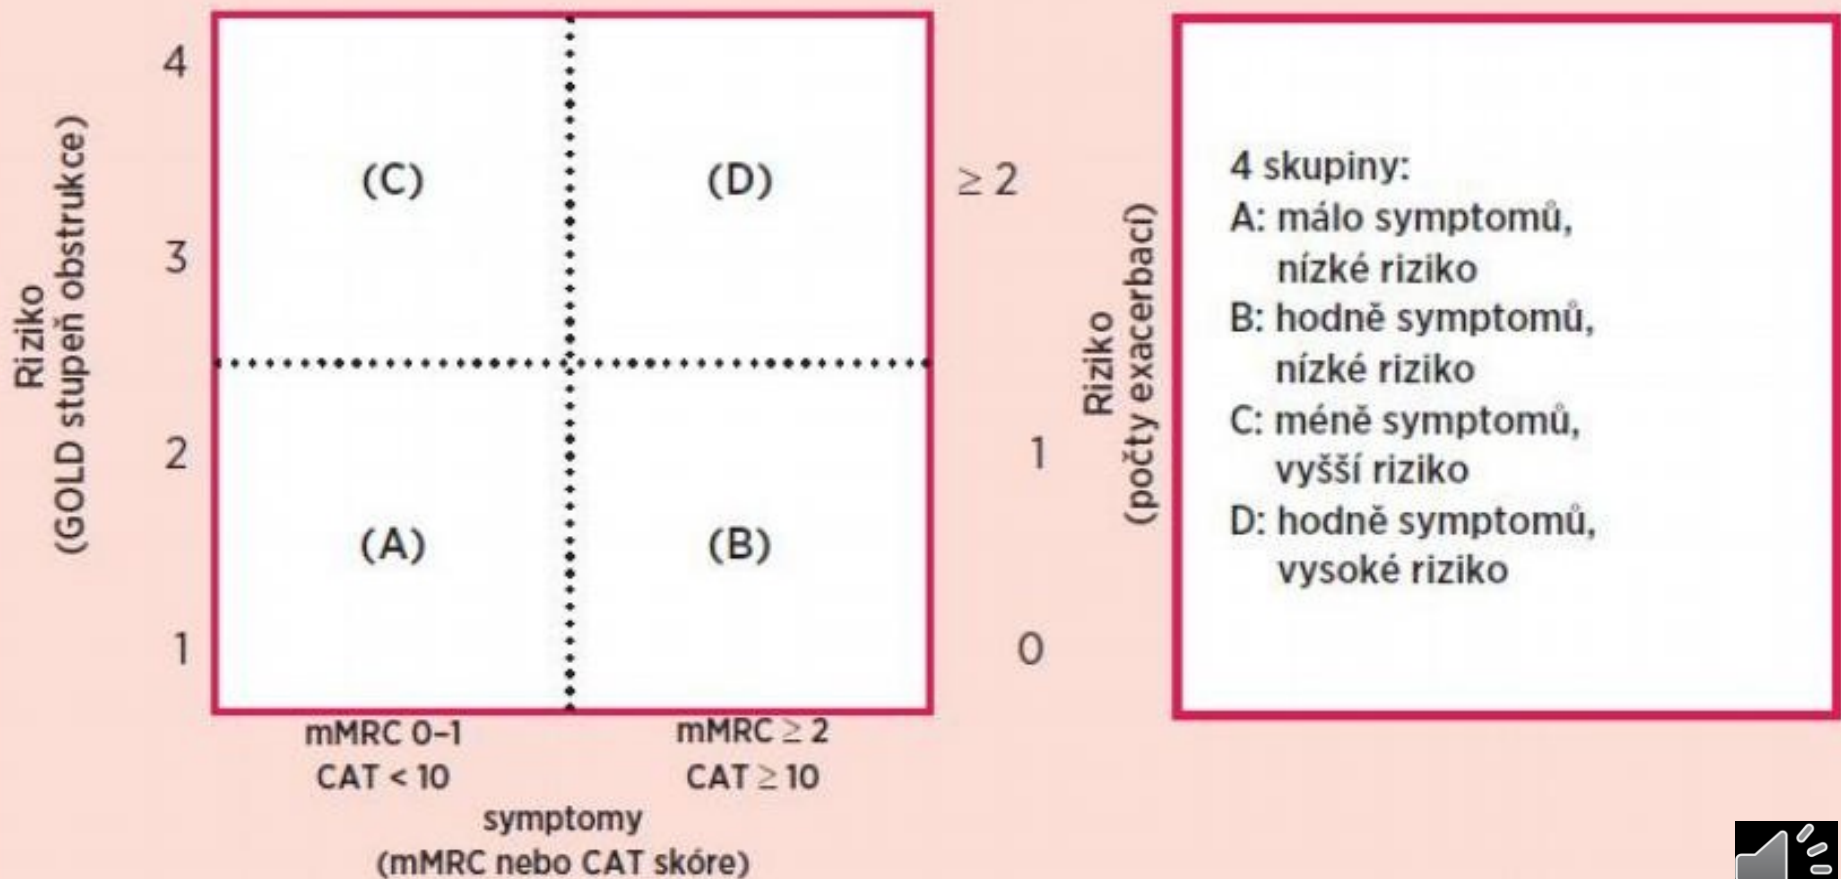 Riziko
(GOLD stupeň obstrukce)
4
3
2
1
(C)
(D)
(A)
(B)
≥ 2
1
0
Riziko
(počty exacerbací)
mMRC 0–1
CAT < 10
mMRC ≥ 2
CAT ≥ 10
symptomy
(mMRC nebo CAT skóre)
4 skupiny:
A: málo symptomů,
nízké riziko
B: hodně symptomů,
nízké riziko
C: méně symptomů,
vyšší riziko
D: hodně symptomů,
vysoké riziko